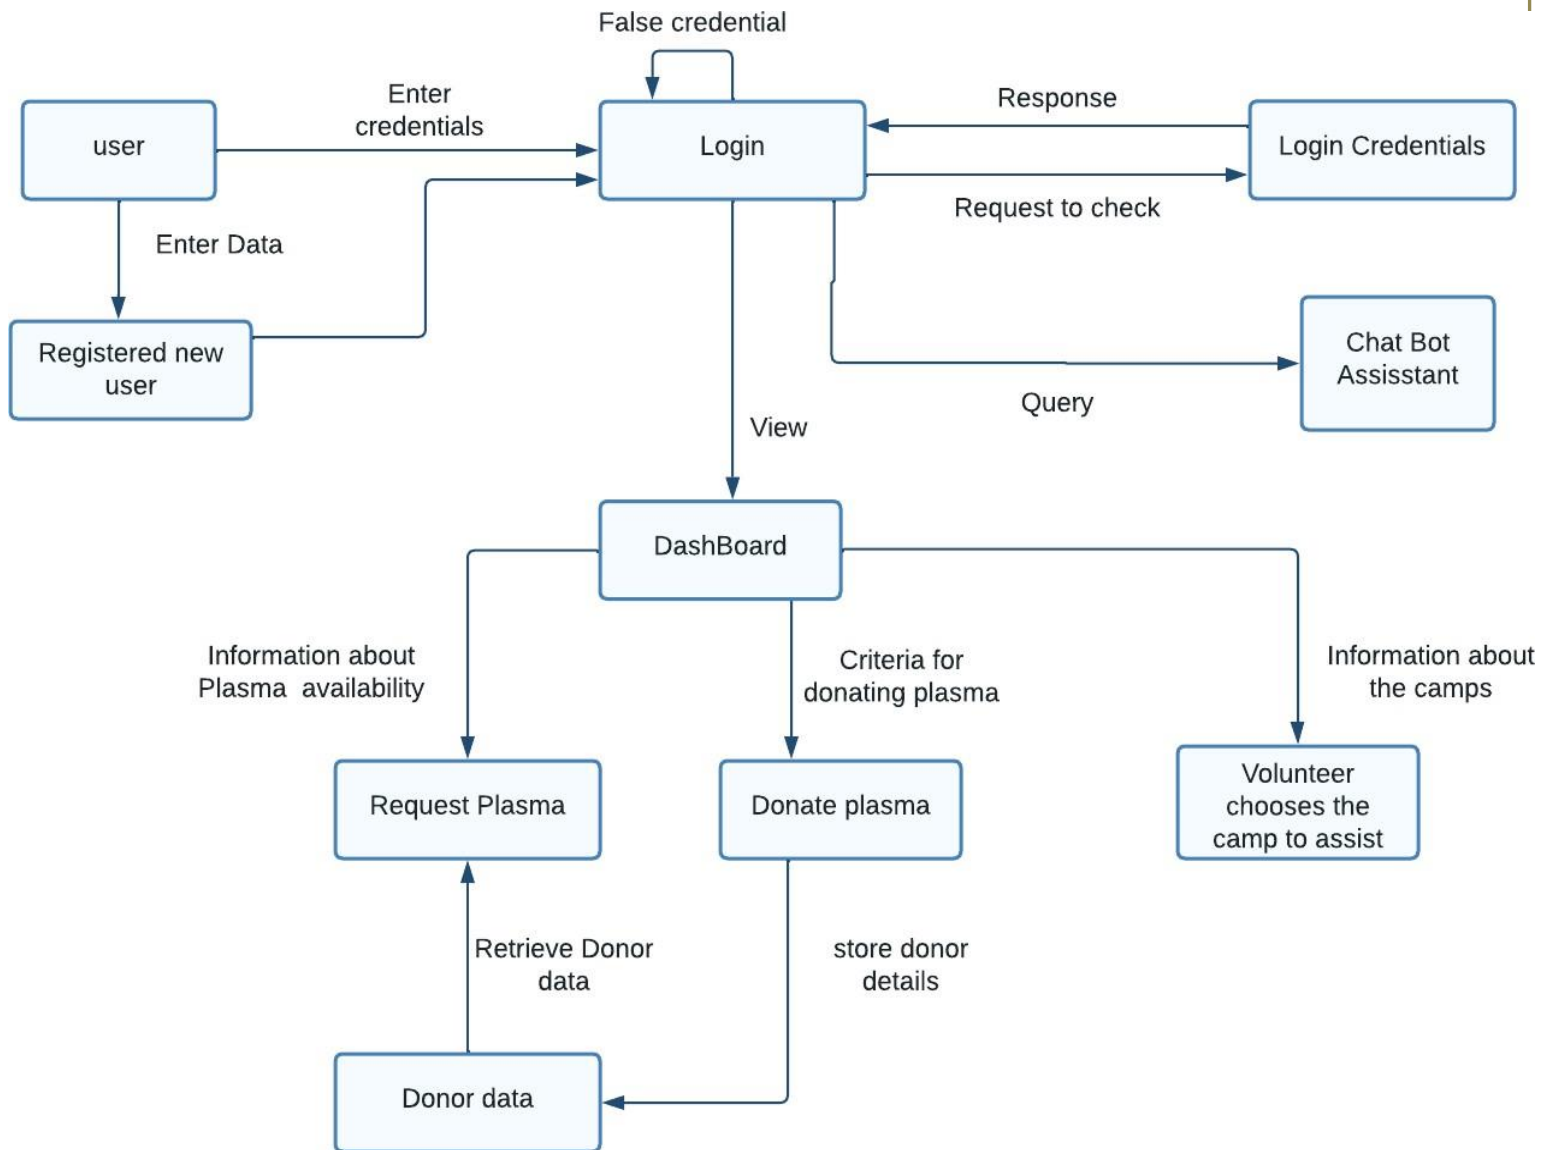 False credential
Enter
credentials
Response
user
Login
Login Credentials
Request to check
Enter Data
Registered new
user
Chat Bot
Assisstant
Query
View
DashBoard
Information about
Plasma availability
Criteria for
donating plasma
Information about
the camps
Request Plasma
Donate plasma
Volunteer
chooses the
camp to assist
Retrieve Donor
data
store donor
details
Donor data